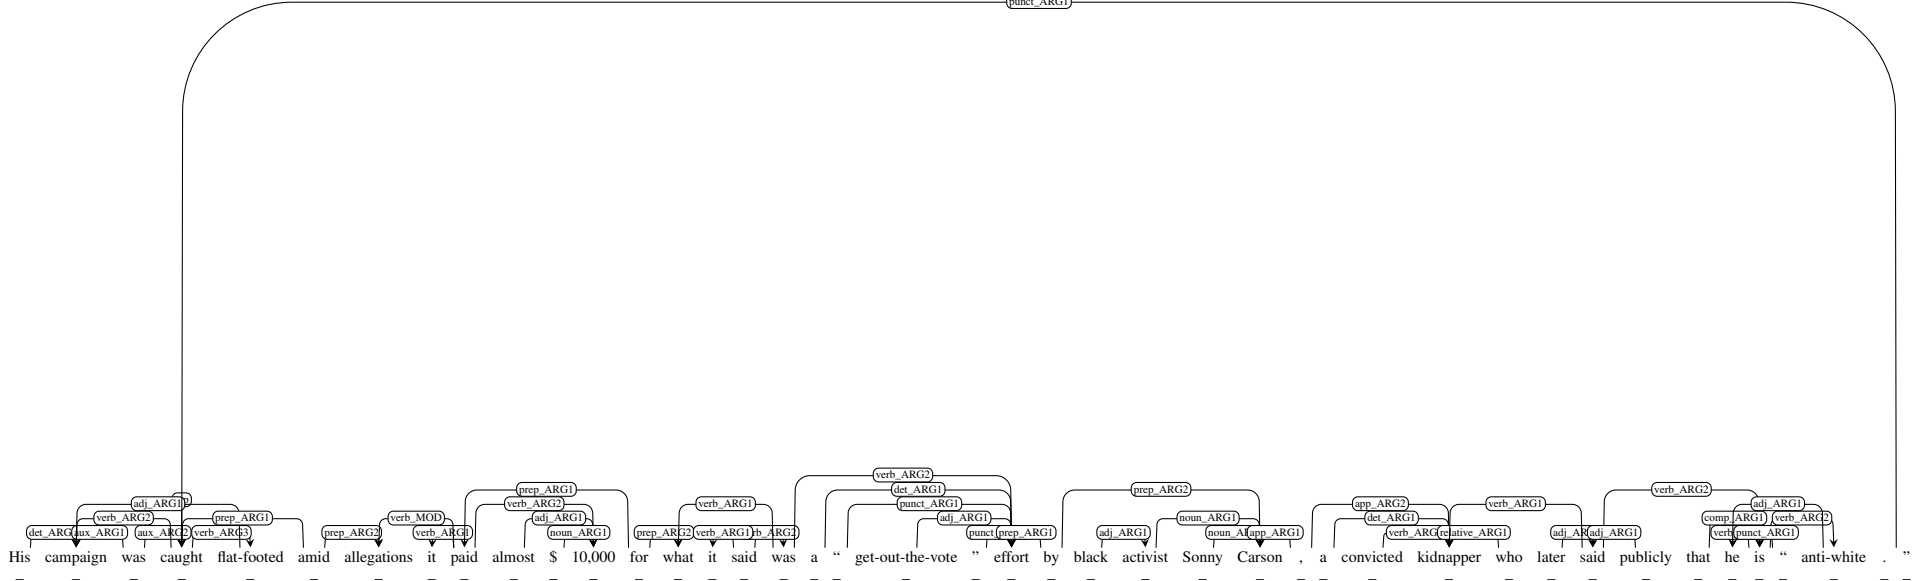 punct_ARG1
verb_ARG2
prep_ARG1 prep_ARG2 verb_ARG2
det_ARG1
adj_ARG1 verb_ARG2 verb_ARG1 punct_ARG1 app_ARG2 verb_ARG1 adj_ARG1
verb_ARG2 prep_ARG1 verb_MOD adj_ARG1 adj_ARG1 noun_ARG1 det_ARG1 comp_ARG1 verb_ARG2
aux_ARG1 aux_ARG2 verb_ARG3 prep_ARG2 verb_ARG1 noun_ARG1 prep_ARG2 verb_ARG1 prep_ARG1 adj_ARG1 app_ARG1 relative_ARG1 adj_ARG1 punct_ARG1
His campaign was caught flat-footed amid allegations it paid almost $ 10,000 for what it said was a “ get-out-the-vote ” effort by black activist Sonny Carson , a convicted kidnapper who later said publicly that he is “ anti-white . ”
_ _ _ _ _ _ _ _ _ _ _ _ _ _ _ _ _ _ _ _ _ _ _ _ _ _ _ _ _ _ _ _ _ _ _ _ _ _ _ _ _ _ _